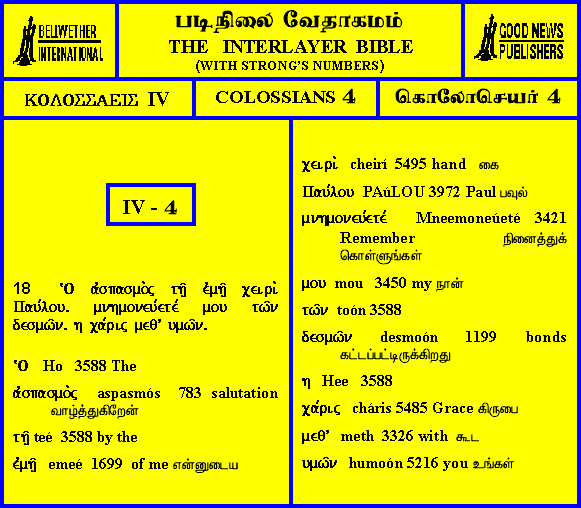 BELLWETHER
INTERNATIONAL
படிநிலை வேதாகமம்
THE INTERLAYER BIBLE
(WITH STRONG'S NUMBERS)
GOOD NEWS
PUBLISHERS
ΚΟΛΟΣΣΑΕΙΣ IV
COLOSSIANS 4
கொலோசெயர் 4
IV - 4
18 Ὁ ἀσπασμὸς τῇ ἐμῇ χειρὶ
Παύλου. μνημονεύετέ μου τῶν
δεσμῶν. η χάρις μεθ' υμῶν.
Ὁ Ho 3588 The
ἀσπασμὸς aspasmós 783 salutation
வாழ்த்துகிறேன்
τῇ teé 3588 by the
ἐμῇ emeé 1699 of me என்னுடைய
χειρὶ cheirí 5495 hand கை
Παύλου PAúLOU 3972 Paul பவுல்
μνημονεύετέ Mneemoneúeté 3421
Remember நினைத்துக்
கொள்ளுங்கள்
μου mou 3450 my நான்
τῶν toón 3588
δεσμῶν desmoón 1199 bonds
கட்டப்பட்டிருக்கிறது
η Hee 3588
χάρις cháris 5485 Grace கிருபை
μεθ' meth 3326 with கூட
υμῶν humoón 5216 you உங்கள்